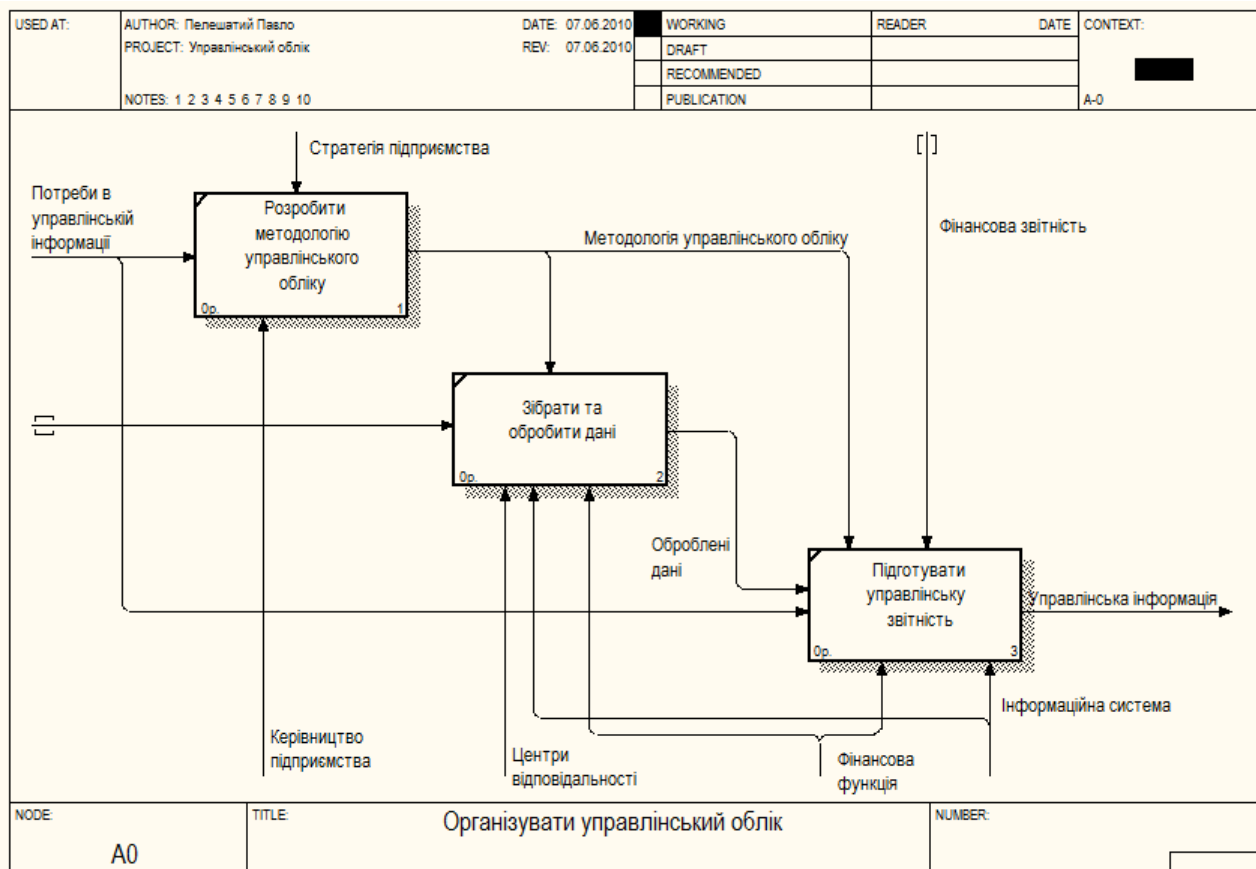 USED AT:
AUTHOR: Пелешатий Павло
DATE: 07.06.2010
WORKING
READER
DATE
CONTEXT:
PROJECT: Управлінський облік
REV: 07.06.2010
DRAFT
RECOMMENDED
NOTES: 1 2 3 4 5 6 7 8 9 10
PUBLICATION
A-0
Стратегія підприємства
Потреби в
управлінській
інформації
Розробити
методологію
управлінського
обліку
0р.
1
Методологія управлінського обліку
Фінансова звітність
Зібрати та
обробити дані
0р.
2
Оброблені
дані
Підготувати
управлінську
звітність
0р.
3
Управлінська інформація
Інформаційна система
Керівництво
підприємства
Центри
відповідальності
Фінансова
функція
NODE:
A0
TITLE:
Організувати управлінський облік
NUMBER: